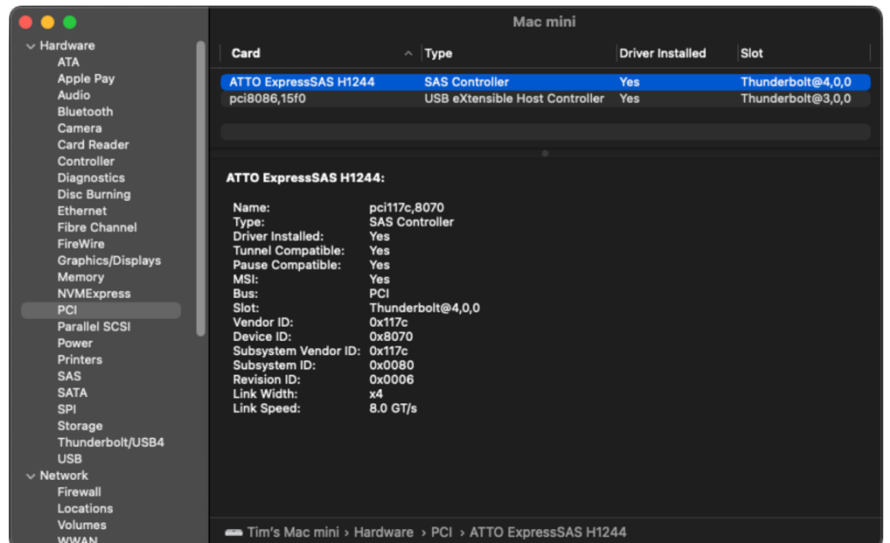 Mac mini
Hardware
ATA
Apple Pay
Audio
Bluetooth
Camera
Card Reader
Controller
Diagnostics
Disc Burning
Ethernet
Fibre Channel
FireWire
Graphics/Displays
Memory
NVMExpress
PCI
Parallel SCSI
Power
Printers
SAS
SATA
SPI
Storage
Thunderbolt/USB4
USB
Network
Firewall
Locations
Volumes
WWAN
Card Type Driver Installed Slot
ATTO ExpressSAS H1244 SAS Controller Yes Thunderbolt@4,0,0
pci8086,15f0 USB eXtensible Host Controller Yes Thunderbolt@3,0,0
ATTO ExpressSAS H1244:
Name: pci117c,8070
Type: SAS Controller
Driver Installed: Yes
Tunnel Compatible: Yes
Pause Compatible: Yes
MSI: Yes
Bus: PCI
Slot: Thunderbolt@4,0,0
Vendor ID: 0x117c
Device ID: 0x8070
Subsystem Vendor ID: 0x117c
Subsystem ID: 0x0080
Revision ID: 0x0006
Link Width: x4
Link Speed: 8.0 GT/s
Tim's Mac mini › Hardware › PCI › ATTO ExpressSAS H1244